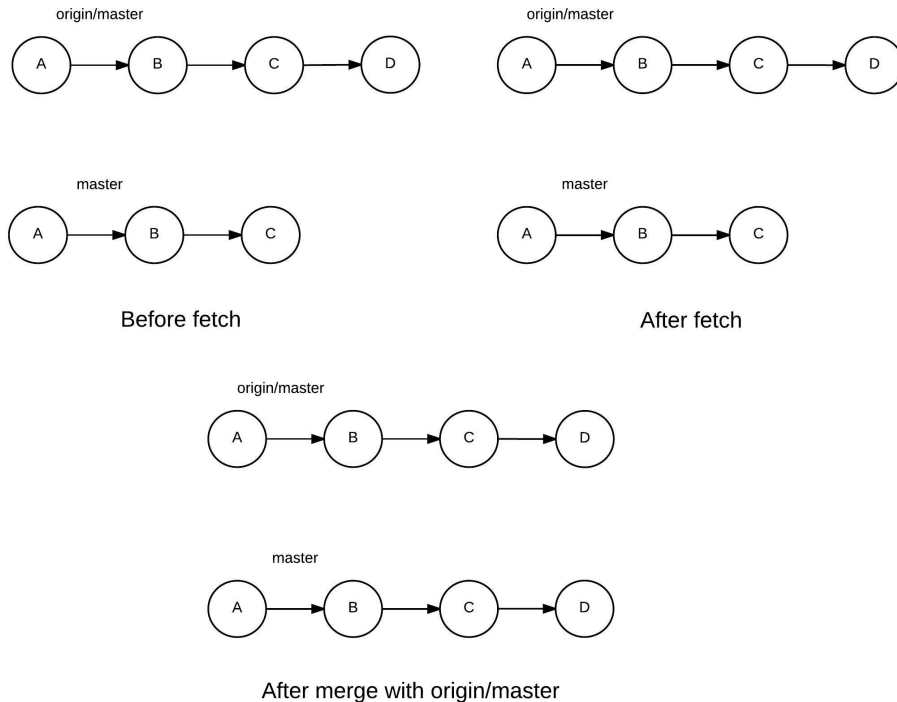 origin/master
A B C D
master
A B C
Before fetch
origin/master
A B C D
master
A B C
After fetch
origin/master
A B C D
master
A B C D
After merge with origin/master